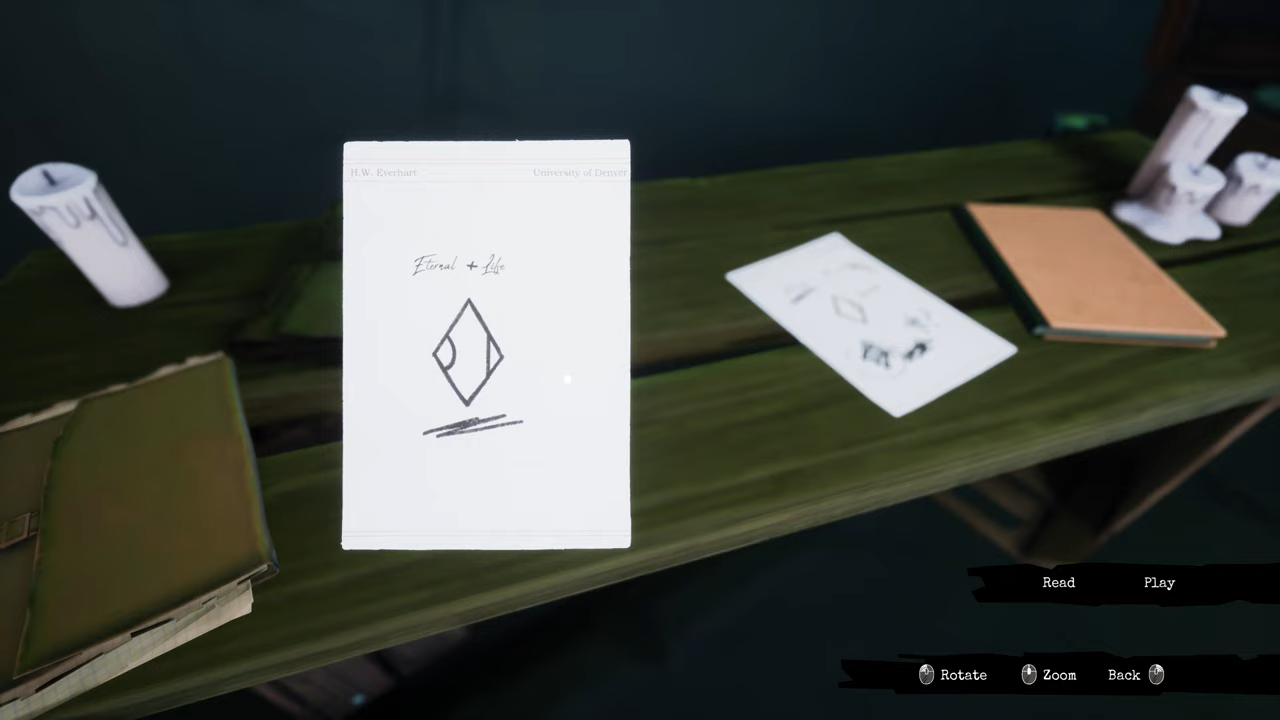 H.W. Everhart University of Denver
Eternal + Life
Read Play
Rotate Zoom Back